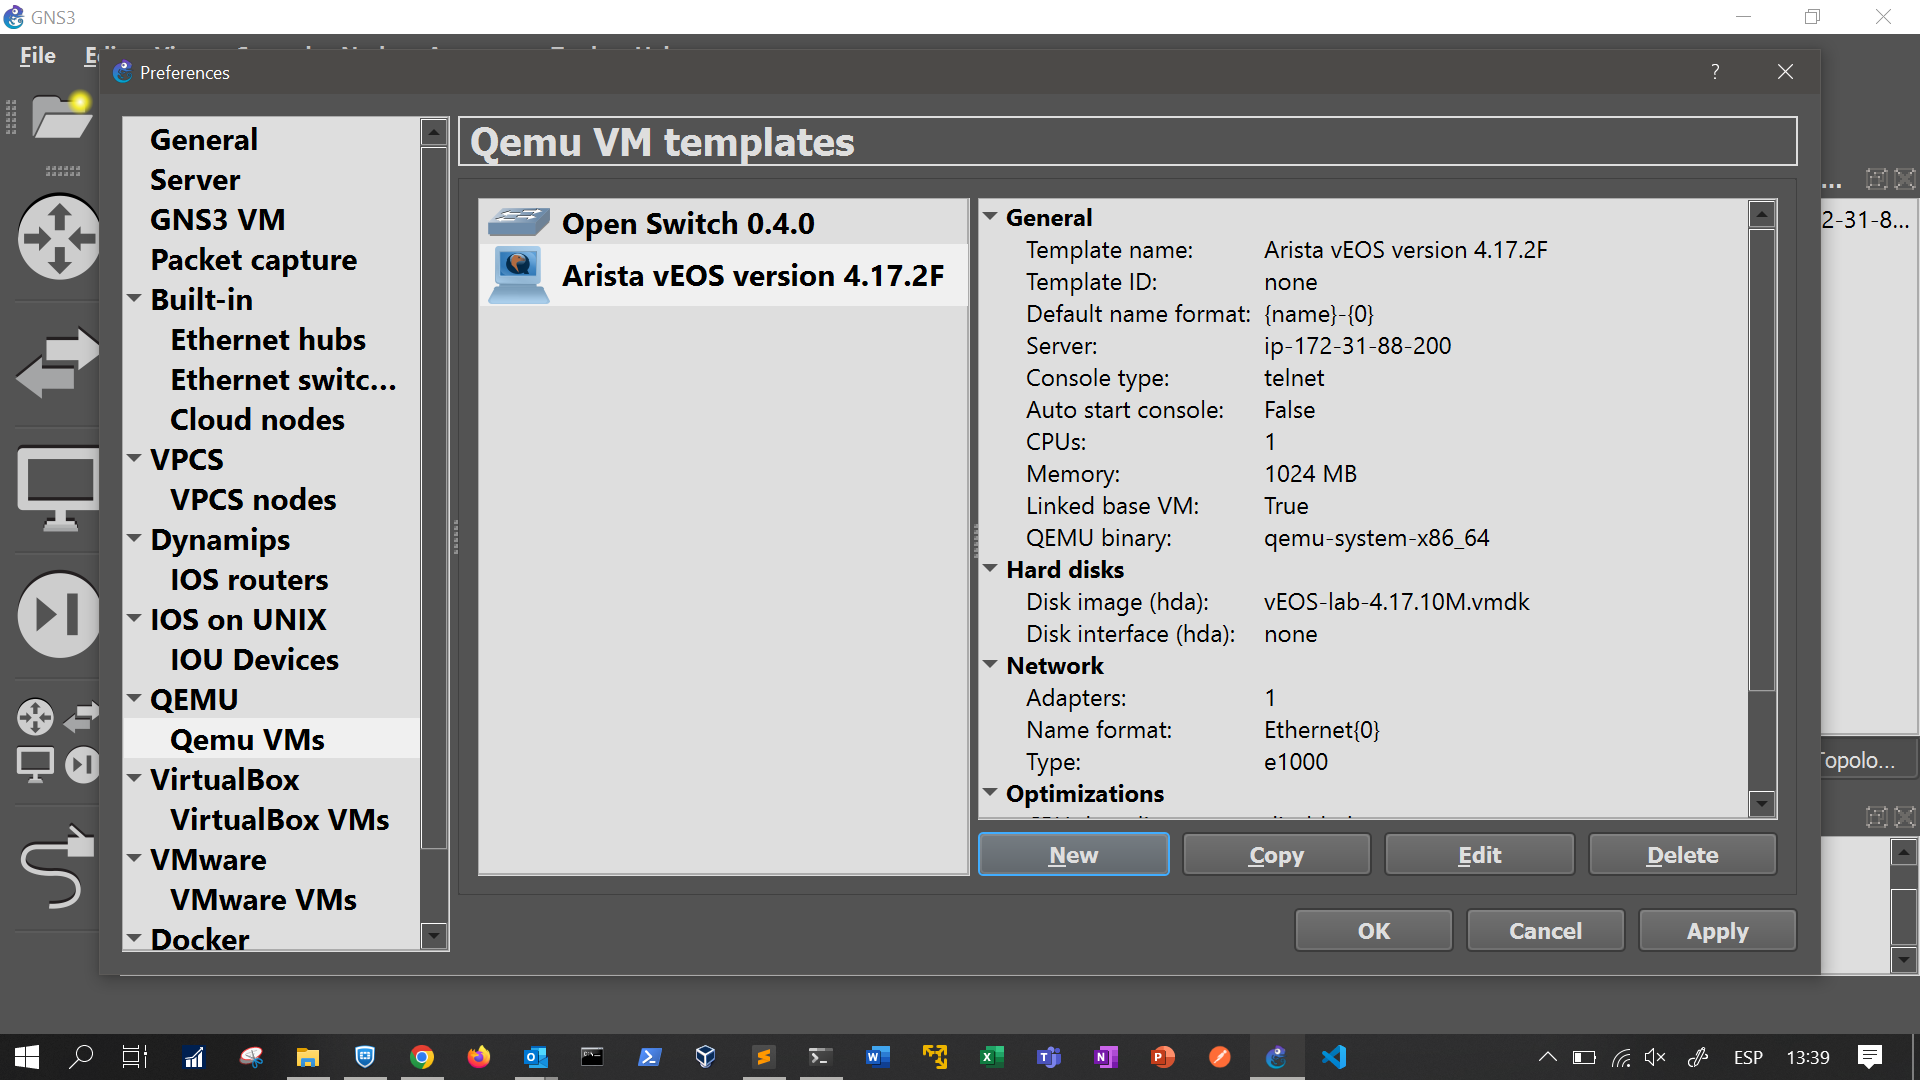 GNS3
File
Preferences
?
General
Server
GNS3 VM
Packet capture
Built-in
Ethernet hubs
Ethernet switc...
Cloud nodes
VPCS
VPCS nodes
Dynamips
IOS routers
IOS on UNIX
IOU Devices
QEMU
Qemu VMs
VirtualBox
VirtualBox VMs
VMware
VMware VMs
Docker
Qemu VM templates
Open Switch 0.4.0
Arista vEOS version 4.17.2F
General
Template name: Arista vEOS version 4.17.2F
Template ID: none
Default name format: {name}-{0}
Server: ip-172-31-88-200
Console type: telnet
Auto start console: False
CPUs: 1
Memory: 1024 MB
Linked base VM: True
QEMU binary: qemu-system-x86_64
Hard disks
Disk image (hda): vEOS-lab-4.17.10M.vmdk
Disk interface (hda): none
Network
Adapters: 1
Name format: Ethernet{0}
Type: e1000
Optimizations
New Copy Edit Delete
OK Cancel Apply
...
2-31-8...
Topolo...
ESP 13:39